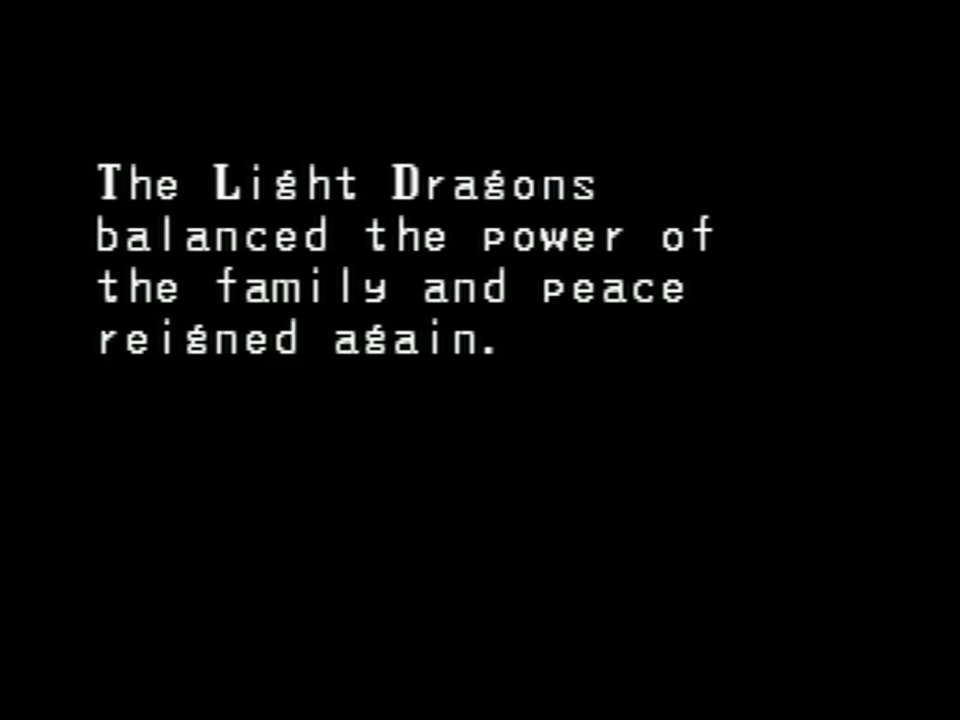 The Light Dragons
balanced the power of
the family and peace
reigned again.